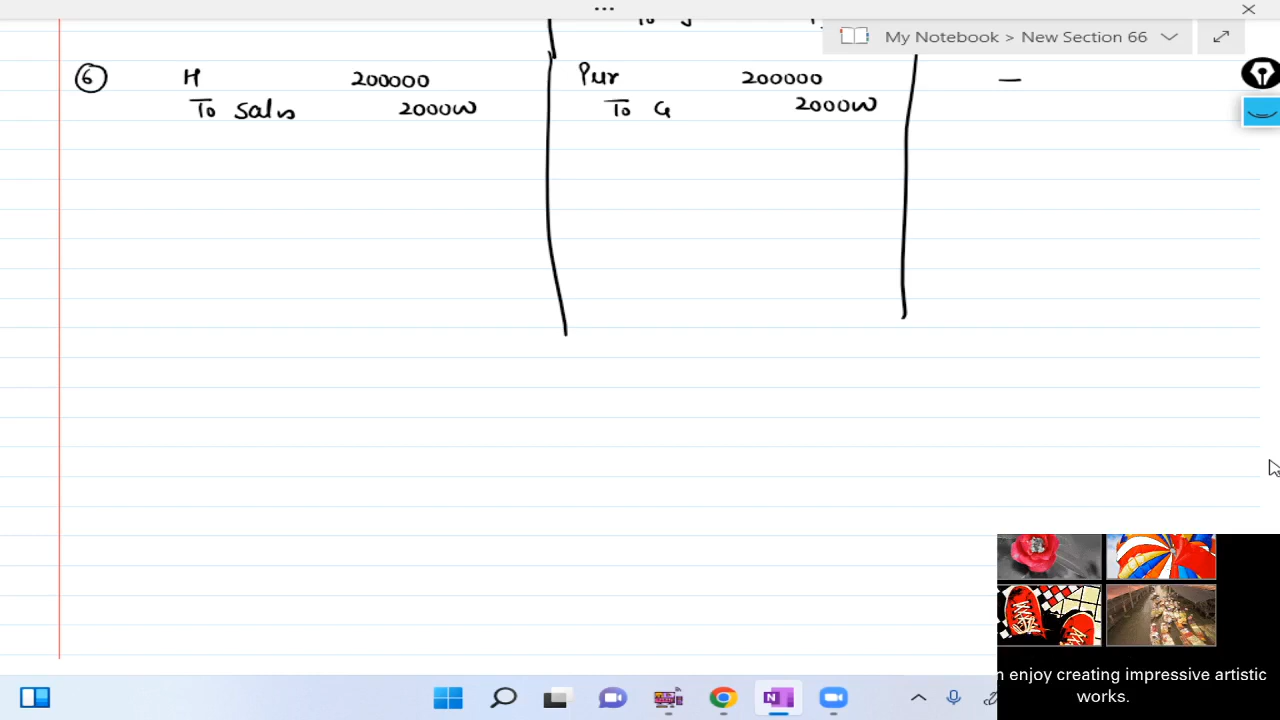 My Notebook > New Section 66
6 H 200000 Pur 200000 —
To Sales 200000 To G 200000
n enjoy creating impressive artistic
works.